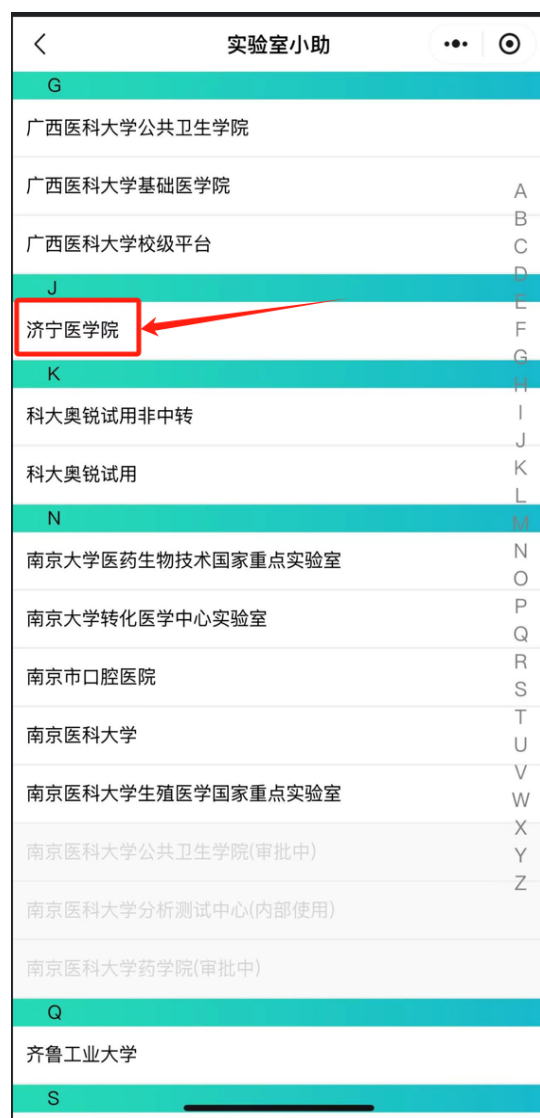 实验室小助
G
广西医科大学公共卫生学院
广西医科大学基础医学院
广西医科大学校级平台
J
济宁医学院
K
科大奥锐试用非中转
科大奥锐试用
N
南京大学医药生物技术国家重点实验室
南京大学转化医学中心实验室
南京市口腔医院
南京医科大学
南京医科大学生殖医学国家重点实验室
南京医科大学公共卫生学院(审批中)
南京医科大学分析测试中心(内部使用)
南京医科大学药学院(审批中)
Q
齐鲁工业大学
S
A
B
C
D
E
F
G
H
I
J
K
L
M
N
O
P
Q
R
S
T
U
V
W
X
Y
Z